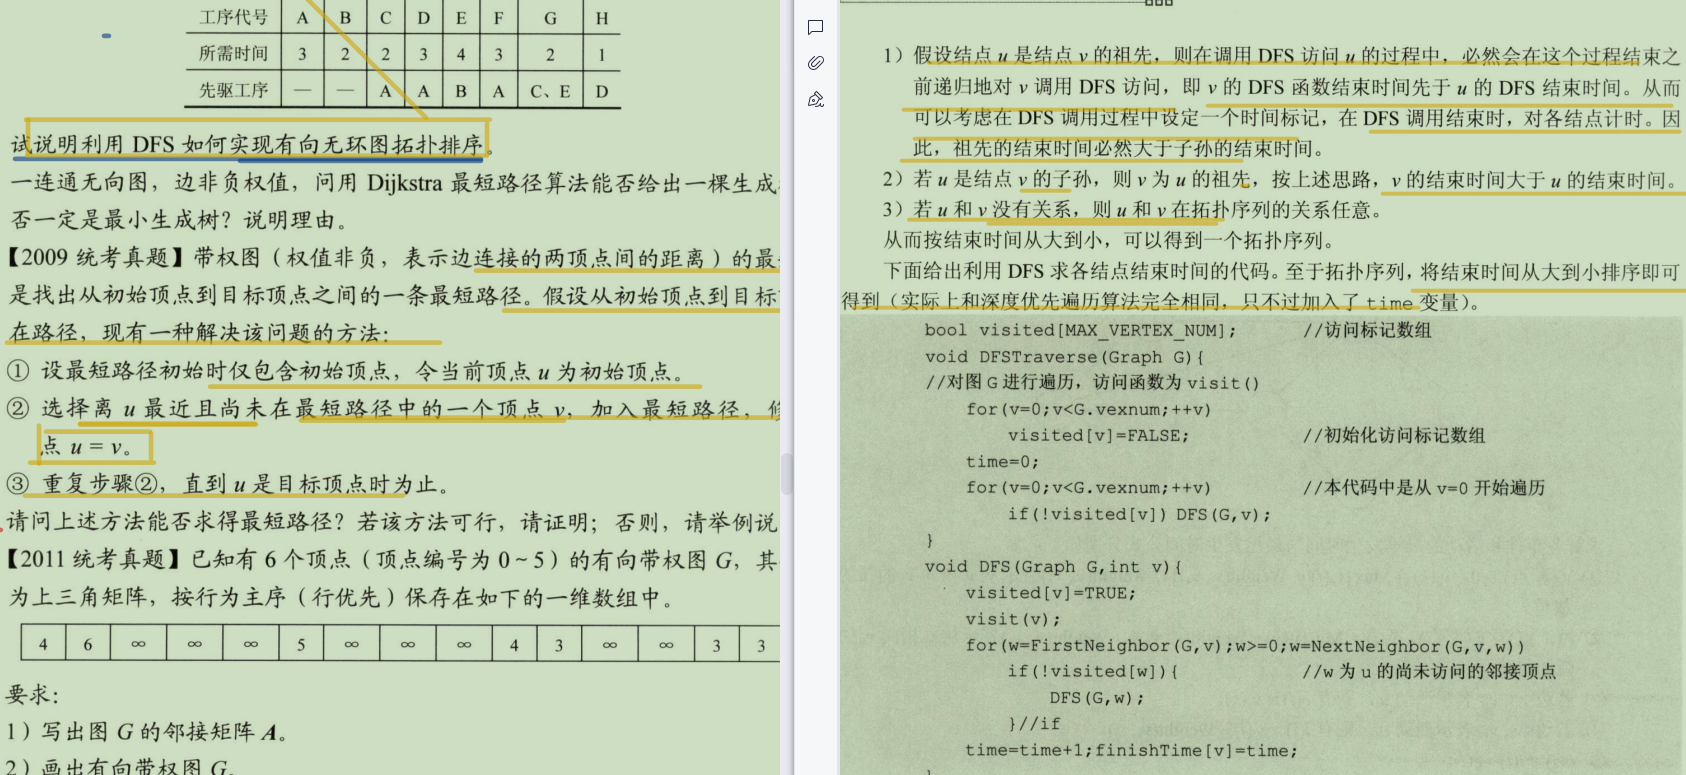 工序代号 A B C D E F G H
所需时间 3 2 2 3 4 3 2 1
先驱工序 — — A A B A C、E D
试说明利用 DFS 如何实现有向无环图拓扑排序。
一连通无向图，边非负权值，问用 Dijkstra 最短路径算法能否给出一棵生成
否一定是最小生成树？说明理由。
【2009 统考真题】带权图（权值非负，表示边连接的两顶点间的距离）的最
是找出从初始顶点到目标顶点之间的一条最短路径。假设从初始顶点到目标
在路径，现有一种解决该问题的方法：
① 设最短路径初始时仅包含初始顶点，令当前顶点 u 为初始顶点。
② 选择离 u 最近且尚未在最短路径中的一个顶点 v，加入最短路径，修
点 u = v。
③ 重复步骤②，直到 u 是目标顶点时为止。
请问上述方法能否求得最短路径？若该方法可行，请证明；否则，请举例说
【2011 统考真题】已知有 6 个顶点（顶点编号为 0～5）的有向带权图 G，其
为上三角矩阵，按行为主序（行优先）保存在如下的一维数组中。
4 6 ∞ ∞ ∞ 5 ∞ ∞ ∞ 4 3 ∞ ∞ 3 3
要求：
1）写出图 G 的邻接矩阵 A。
2）画出有向带权图 G。
1）假设结点 u 是结点 v 的祖先，则在调用 DFS 访问 u 的过程中，必然会在这个过程结束之
前递归地对 v 调用 DFS 访问，即 v 的 DFS 函数结束时间先于 u 的 DFS 结束时间。从而
可以考虑在 DFS 调用过程中设定一个时间标记，在 DFS 调用结束时，对各结点计时。因
此，祖先的结束时间必然大于子孙的结束时间。
2）若 u 是结点 v 的子孙，则 v 为 u 的祖先，按上述思路，v 的结束时间大于 u 的结束时间。
3）若 u 和 v 没有关系，则 u 和 v 在拓扑序列的关系任意。
从而按结束时间从大到小，可以得到一个拓扑序列。
下面给出利用 DFS 求各结点结束时间的代码。至于拓扑序列，将结束时间从大到小排序即可
得到（实际上和深度优先遍历算法完全相同，只不过加入了 time 变量）。
bool visited[MAX_VERTEX_NUM]; //访问标记数组
void DFSTraverse(Graph G){
//对图 G 进行遍历，访问函数为 visit()
for(v=0;v<G.vexnum;++v)
visited[v]=FALSE; //初始化访问标记数组
time=0;
for(v=0;v<G.vexnum;++v) //本代码中是从 v=0 开始遍历
if(!visited[v]) DFS(G,v);
}
void DFS(Graph G,int v){
visited[v]=TRUE;
visit(v);
for(w=FirstNeighbor(G,v);w>=0;w=NextNeighbor(G,v,w))
if(!visited[w]){ //w 为 u 的尚未访问的邻接顶点
DFS(G,w);
}//if
time=time+1;finishTime[v]=time;